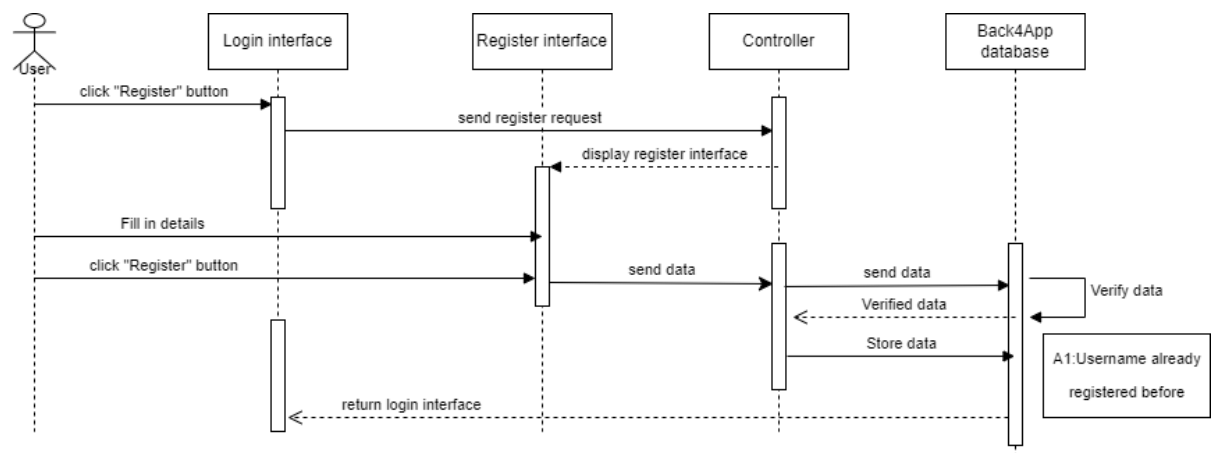 User
Login interface
Register interface
Controller
Back4App
database
click "Register" button
send register request
display register interface
Fill in details
click "Register" button
send data
send data
Verify data
Verified data
Store data
A1:Username already
registered before
return login interface